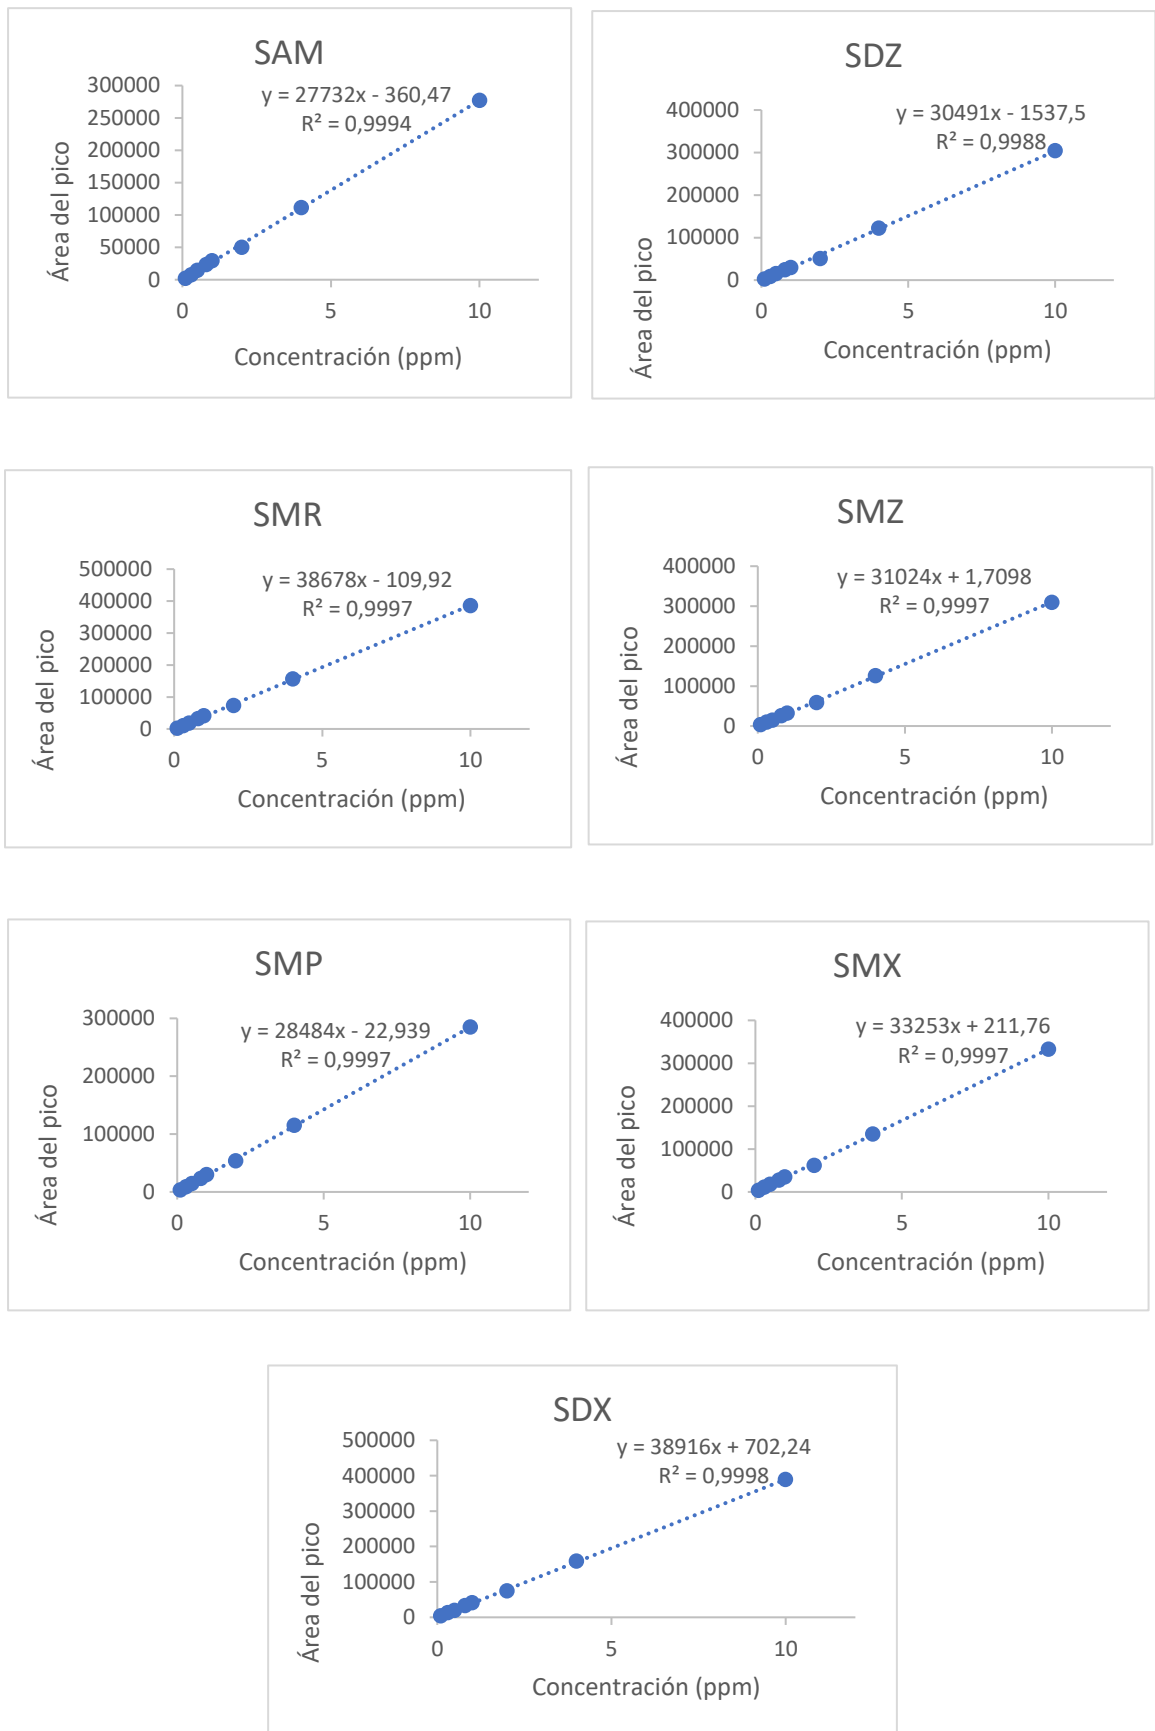 SAM
y = 27732x - 360,47
R² = 0,9994
300000
250000
200000
150000
100000
50000
0
0 5 10
Área del pico
Concentración (ppm)
SDZ
y = 30491x - 1537,5
R² = 0,9988
400000
300000
200000
100000
0
0 5 10
Área del pico
Concentración (ppm)
SMR
y = 38678x - 109,92
R² = 0,9997
500000
400000
300000
200000
100000
0
0 5 10
Área del pico
Concentración (ppm)
SMZ
y = 31024x + 1,7098
R² = 0,9997
400000
300000
200000
100000
0
0 5 10
Área del pico
Concentración (ppm)
SMP
y = 28484x - 22,939
R² = 0,9997
300000
200000
100000
0
0 5 10
Área del pico
Concentración (ppm)
SMX
y = 33253x + 211,76
R² = 0,9997
400000
300000
200000
100000
0
0 5 10
Área del pico
Concentración (ppm)
SDX
y = 38916x + 702,24
R² = 0,9998
500000
400000
300000
200000
100000
0
0 5 10
Área del pico
Concentración (ppm)